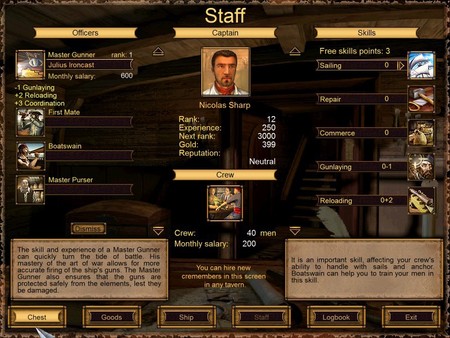 Staff
Officers
Captain
Skills
Master Gunner rank: 1
Julius Ironcast
Monthly salary: 600
-1 Gunlaying
+2 Reloading
+3 Coordination
First Mate
Boatswain
Master Purser
Dismiss
Nicolas Sharp
Rank: 12
Experience: 250
Next rank: 3000
Gold: 399
Reputation:
Neutral
Crew
Crew: 40 men
Monthly salary: 200
You can hire new
cremembers in this screen
in any tavern.
Free skills points: 3
Sailing 0
Repair 0
Commerce 0
Gunlaying 0-1
Reloading 0+2
The skill and experience of a Master Gunner
can quickly turn the tide of battle. His
mastery of the art of war allows for more
accurate firing of the ship's guns. The Master
Gunner also ensures that the guns are
protected safely from the elements, lest they
be damaged.
It is an important skill, affecting your crew's
ability to handle with sails and anchor.
Boatswain can help you to train your men in
this skill.
Chest
Goods
Ship
Staff
Logbook
Exit